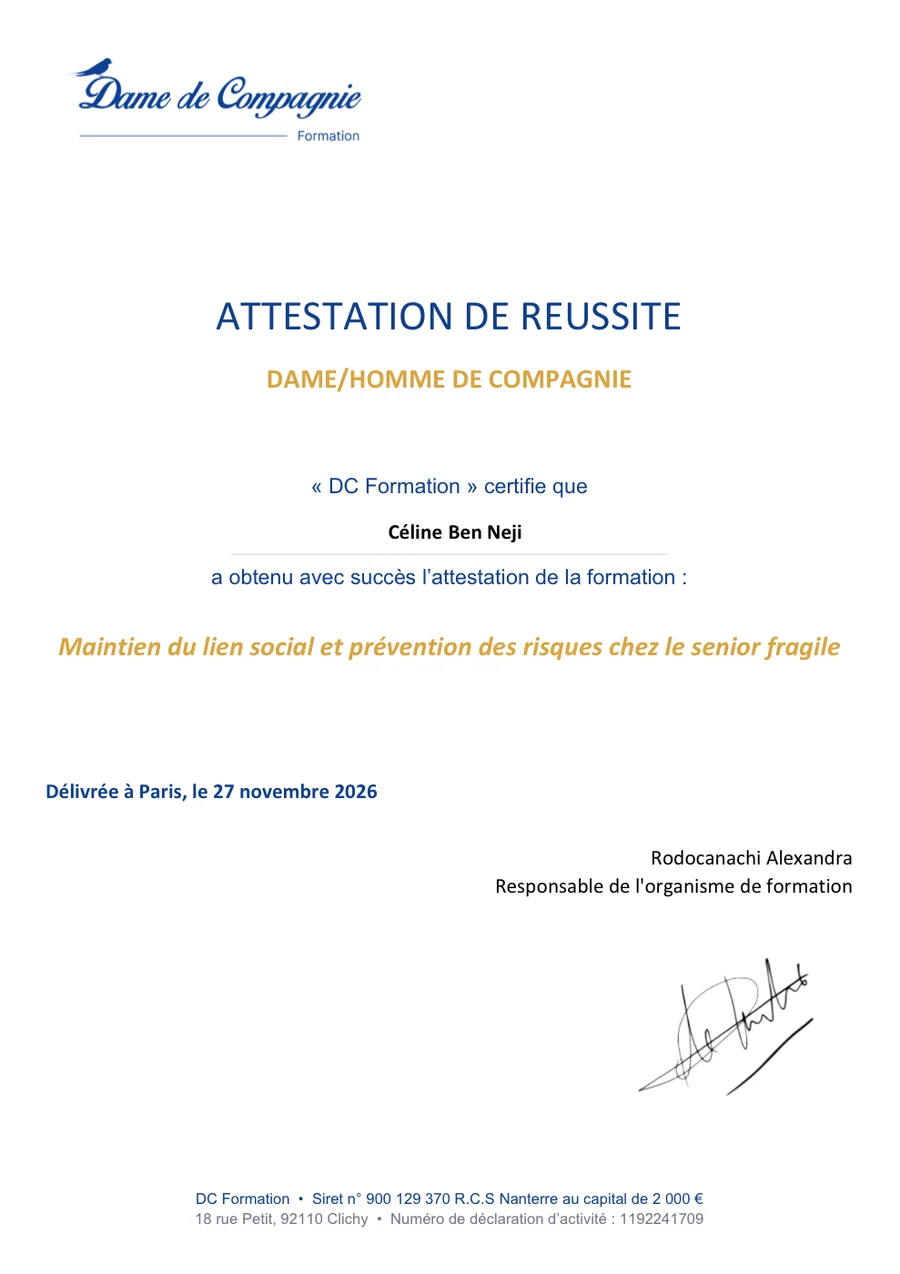 Dame de Compagnie
Formation
ATTESTATION DE REUSSITE
DAME/HOMME DE COMPAGNIE
« DC Formation » certifie que
Céline Ben Neji
a obtenu avec succès l’attestation de la formation :
Maintien du lien social et prévention des risques chez le senior fragile
Délivrée à Paris, le 27 novembre 2026
Rodocanachi Alexandra
Responsable de l'organisme de formation
DC Formation • Siret n° 900 129 370 R.C.S Nanterre au capital de 2 000 €
18 rue Petit, 92110 Clichy • Numéro de déclaration d’activité : 1192241709